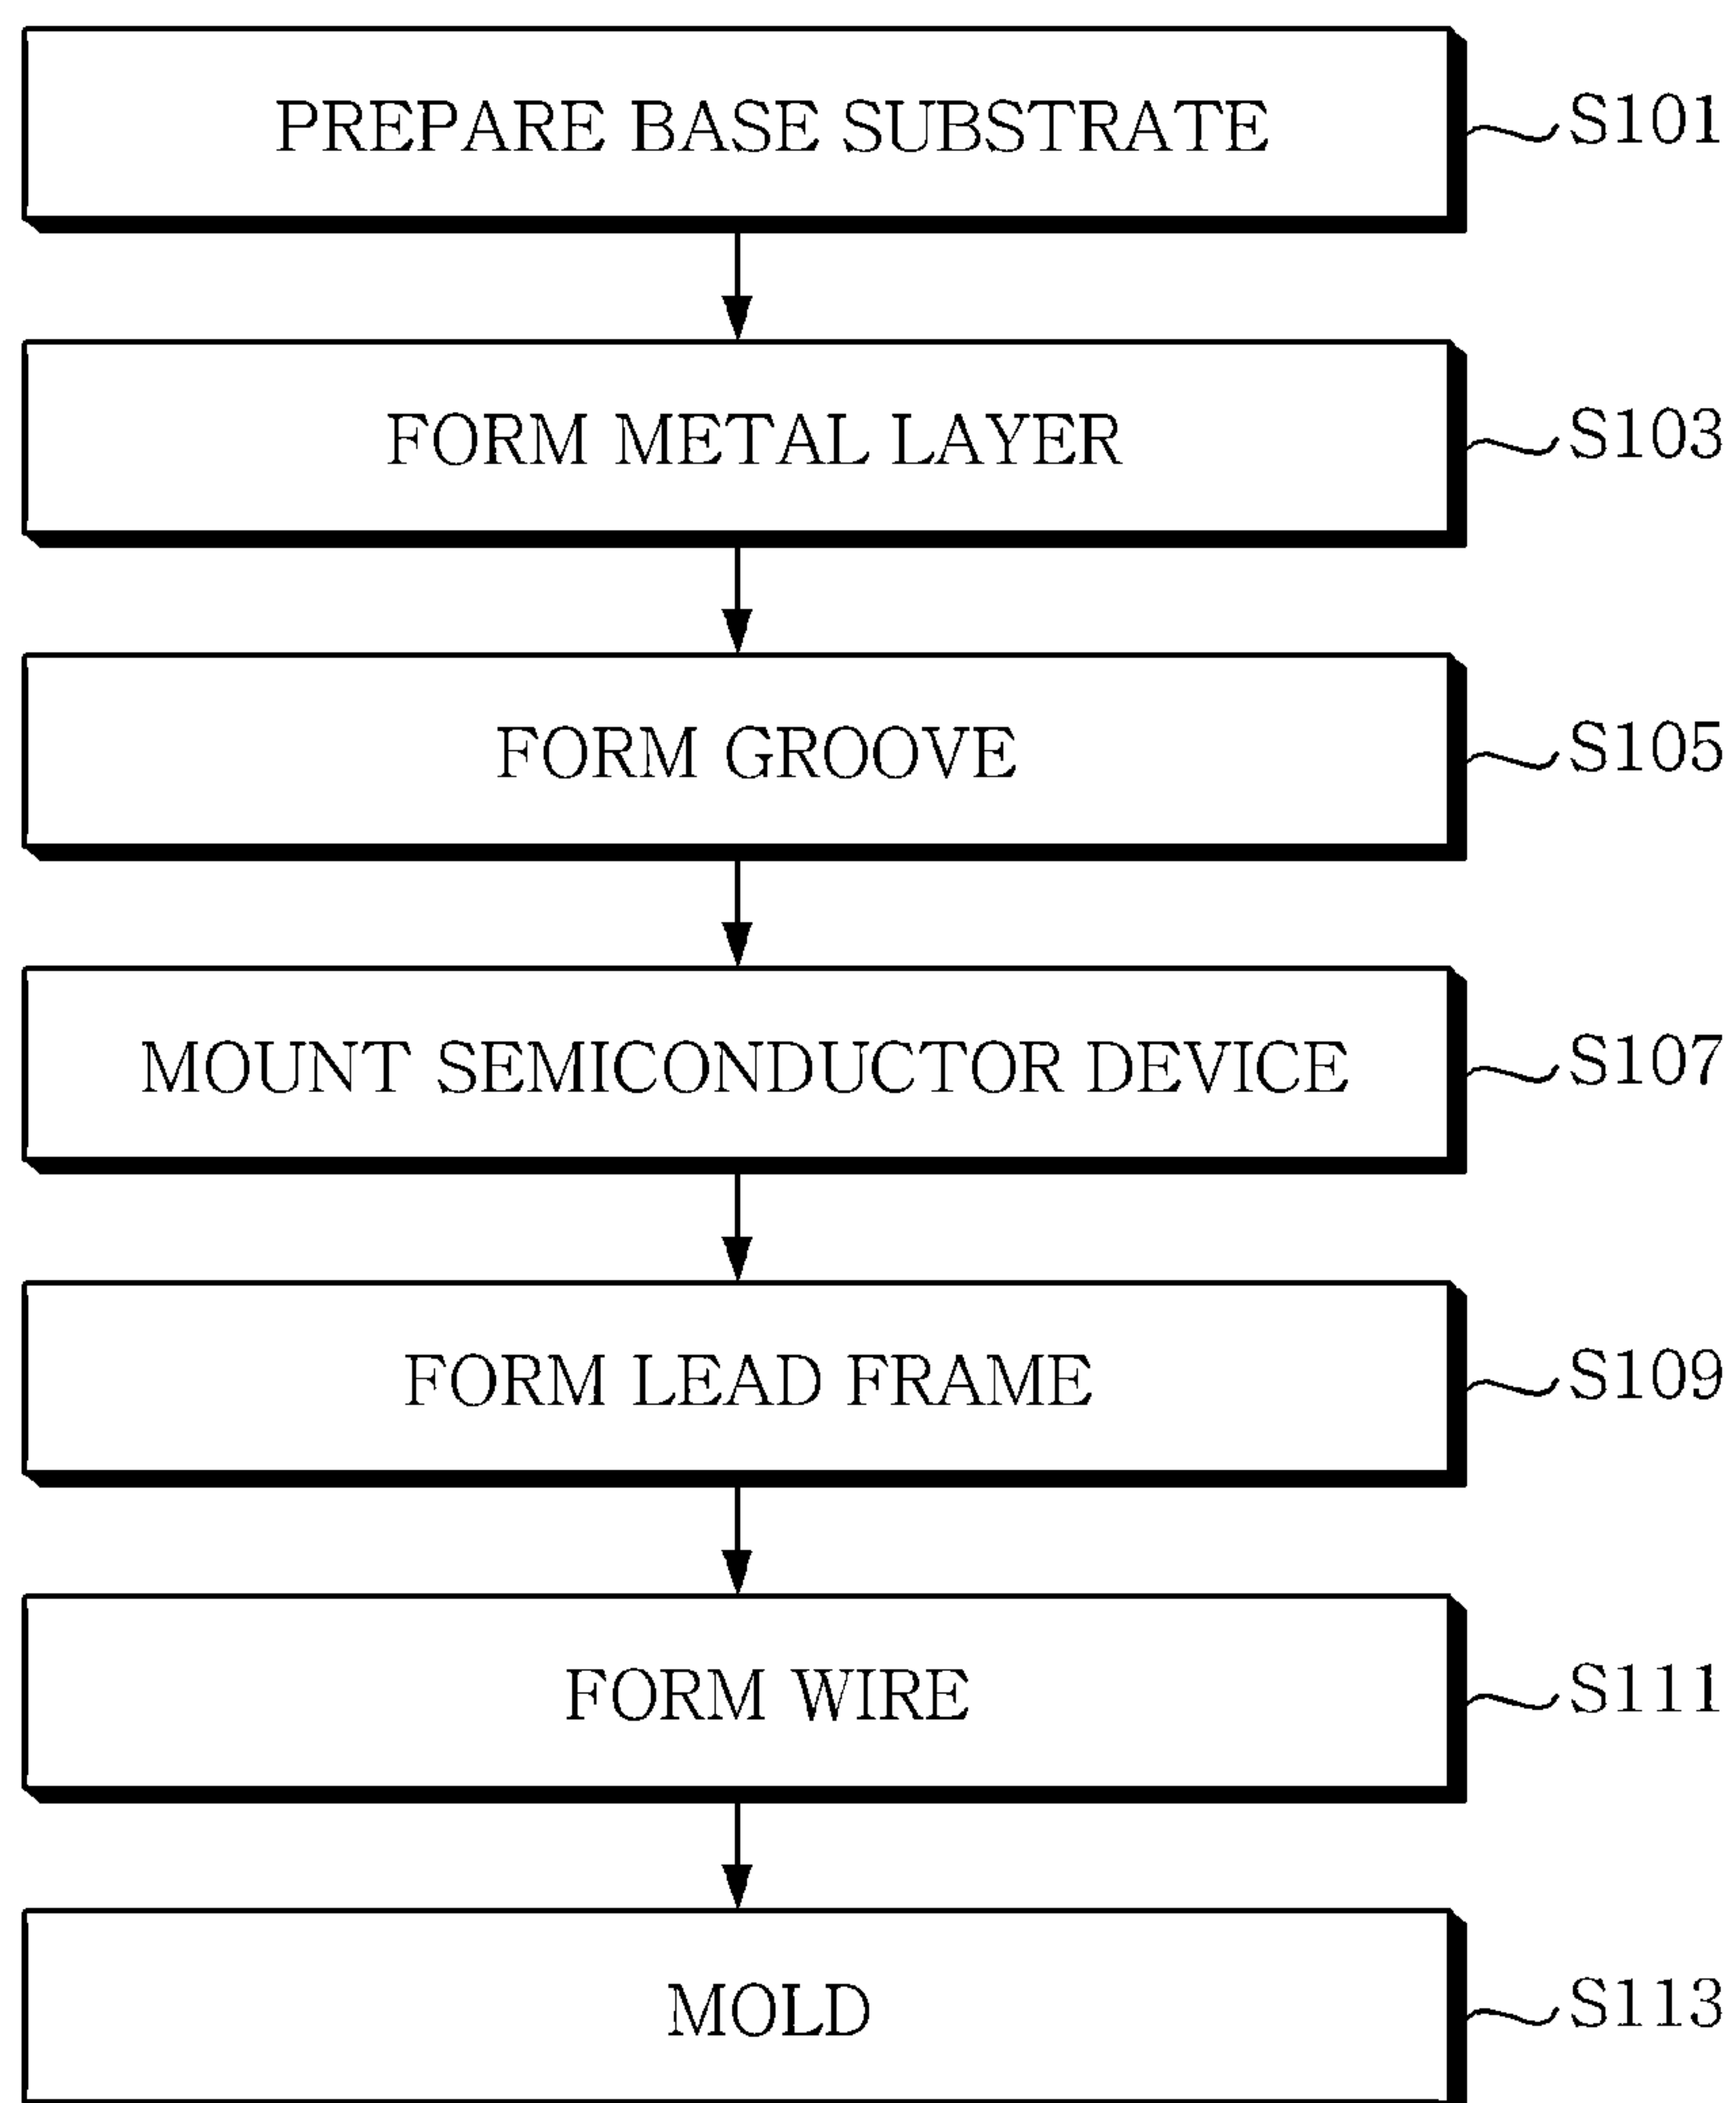 PREPARE BASE SUBSTRATE S101
FORM METAL LAYER S103
FORM GROOVE S105
MOUNT SEMICONDUCTOR DEVICE S107
FORM LEAD FRAME S109
FORM WIRE S111
MOLD S113